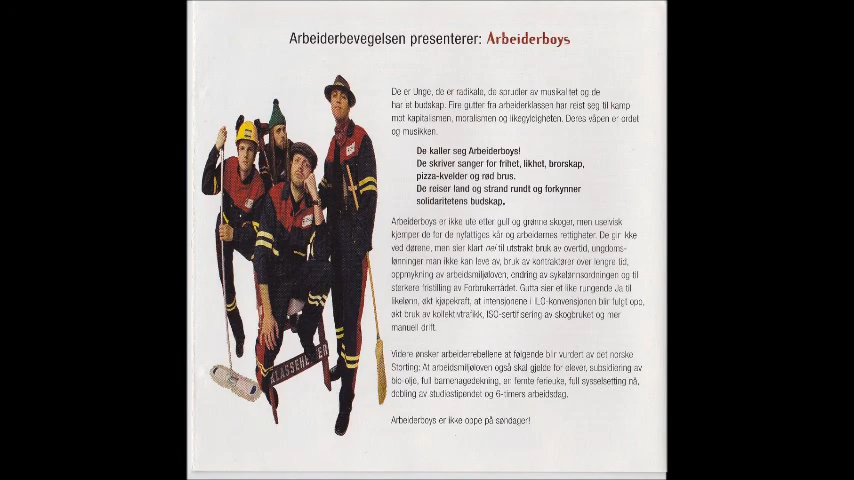 Arbeiderbevegelsen presenterer: Arbeiderboys
De er Unge, de er radikale, de sprudler av musikalitet og de
har et budskap. Fire gutter fra arbeiderklassen har reist seg til kamp
mot kapitalismen, moralismen og likegyldigheten. Deres våpen er ordet
og musikken.
De kaller seg Arbeiderboys!
De skriver sanger for frihet, likhet, brorskap,
pizza-kvelder og rød brus.
De reiser land og strand rundt og forkynner
solidaritetens budskap.
Arbeiderboys er ikke ute etter gull og grønne skoger, men uselvisk
kjemper de for de nyfattiges kår og arbeidernes rettigheter. De gir ikke
ved dørene, men sier klart nei til utstrakt bruk av overtid, ungdoms-
lønninger man ikke kan leve av, bruk av kontraktører over lengre tid,
oppmykning av arbeidsmiljøloven, endring av sykelønnsordningen og til
sterkere fristilling av Forbrukerrådet. Gutta sier et like rungende Ja til
likelønn, økt kjøpekraft, at intensjonene i ILO-konvensjonen blir fulgt opp,
økt bruk av kollektivtrafikk, ISO-sertifisering av skogbruket og mer
manuell drift.
Videre ønsker arbeiderrebellene at følgende blir vurdert av det norske
Storting: At arbeidsmiljøloven også skal gjelde for elever, subsidiering av
bio-olje, full barnehagedekning, en femte ferieuke, full sysselsetting nå,
dobling av studiestipendet og 6-timers arbeidsdag.
Arbeiderboys er ikke oppe på søndager!
KLASSEHELTER